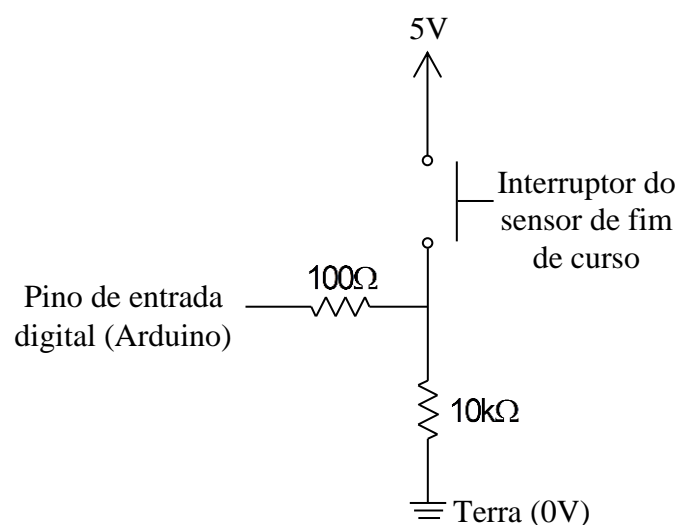 5V
Interruptor do
sensor de fim
de curso
100Ω
Pino de entrada
digital (Arduino)
10kΩ
Terra (0V)